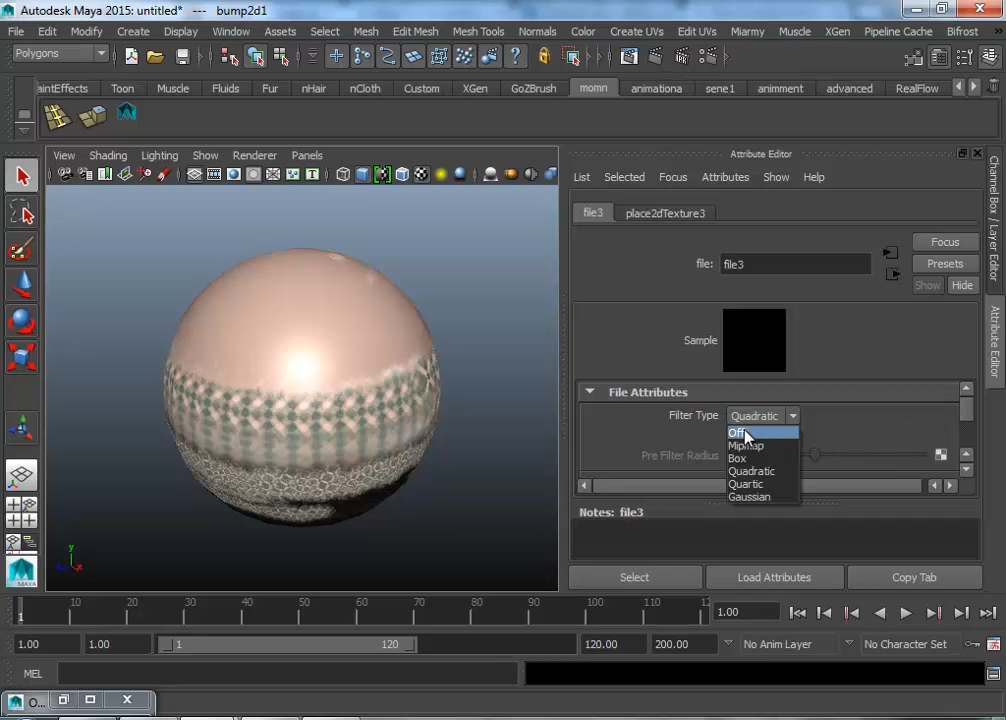 Autodesk Maya 2015: untitled* --- bump2d1
File Edit Modify Create Display Window Assets Select Mesh Edit Mesh Mesh Tools Normals Color Create UVs Edit UVs Miarmy Muscle XGen Pipeline Cache Bifrost
Polygons
aintEffects Toon Muscle Fluids Fur nHair nCloth Custom XGen GoZBrush momn animationa sene1 animment advanced RealFlow
View Shading Lighting Show Renderer Panels
Attribute Editor
List Selected Focus Attributes Show Help
file3 place2dTexture3
Focus
file: file3 Presets
Show Hide
Sample
File Attributes
Filter Type Quadratic
Off
Mipmap
Pre Filter Radius
Box
Quadratic
Quartic
Gaussian
Notes: file3
Select Load Attributes Copy Tab
Channel Box / Layer Editor
Attribute Editor
y
x
MAYA
1 10 20 30 40 50 60 70 80 90 100 110 12 1.00
1.00 1.00 1 120 120.00 200.00 No Anim Layer No Character Set
MEL
O...